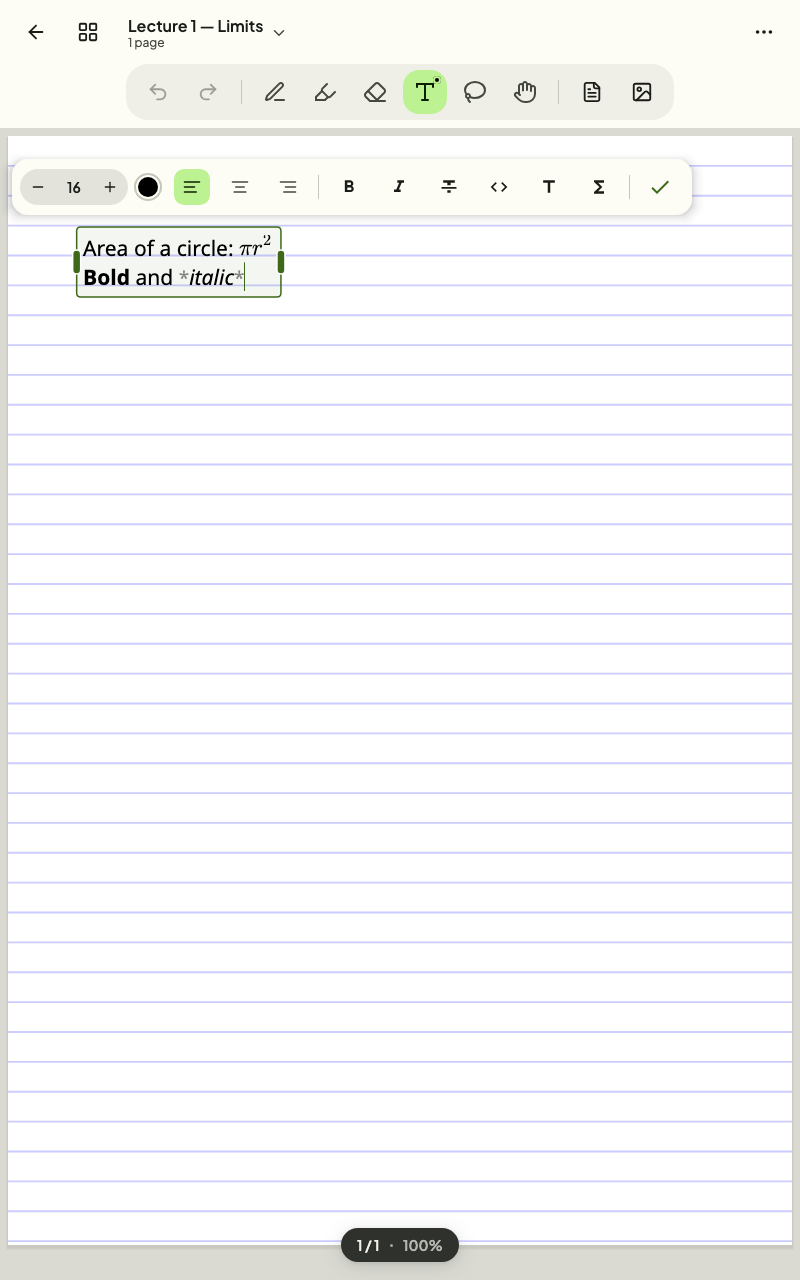 Lecture 1 — Limits
1 page
T
16
B I T <> T Σ
Area of a circle: πr²
Bold and *italic*
1 / 1 · 100%